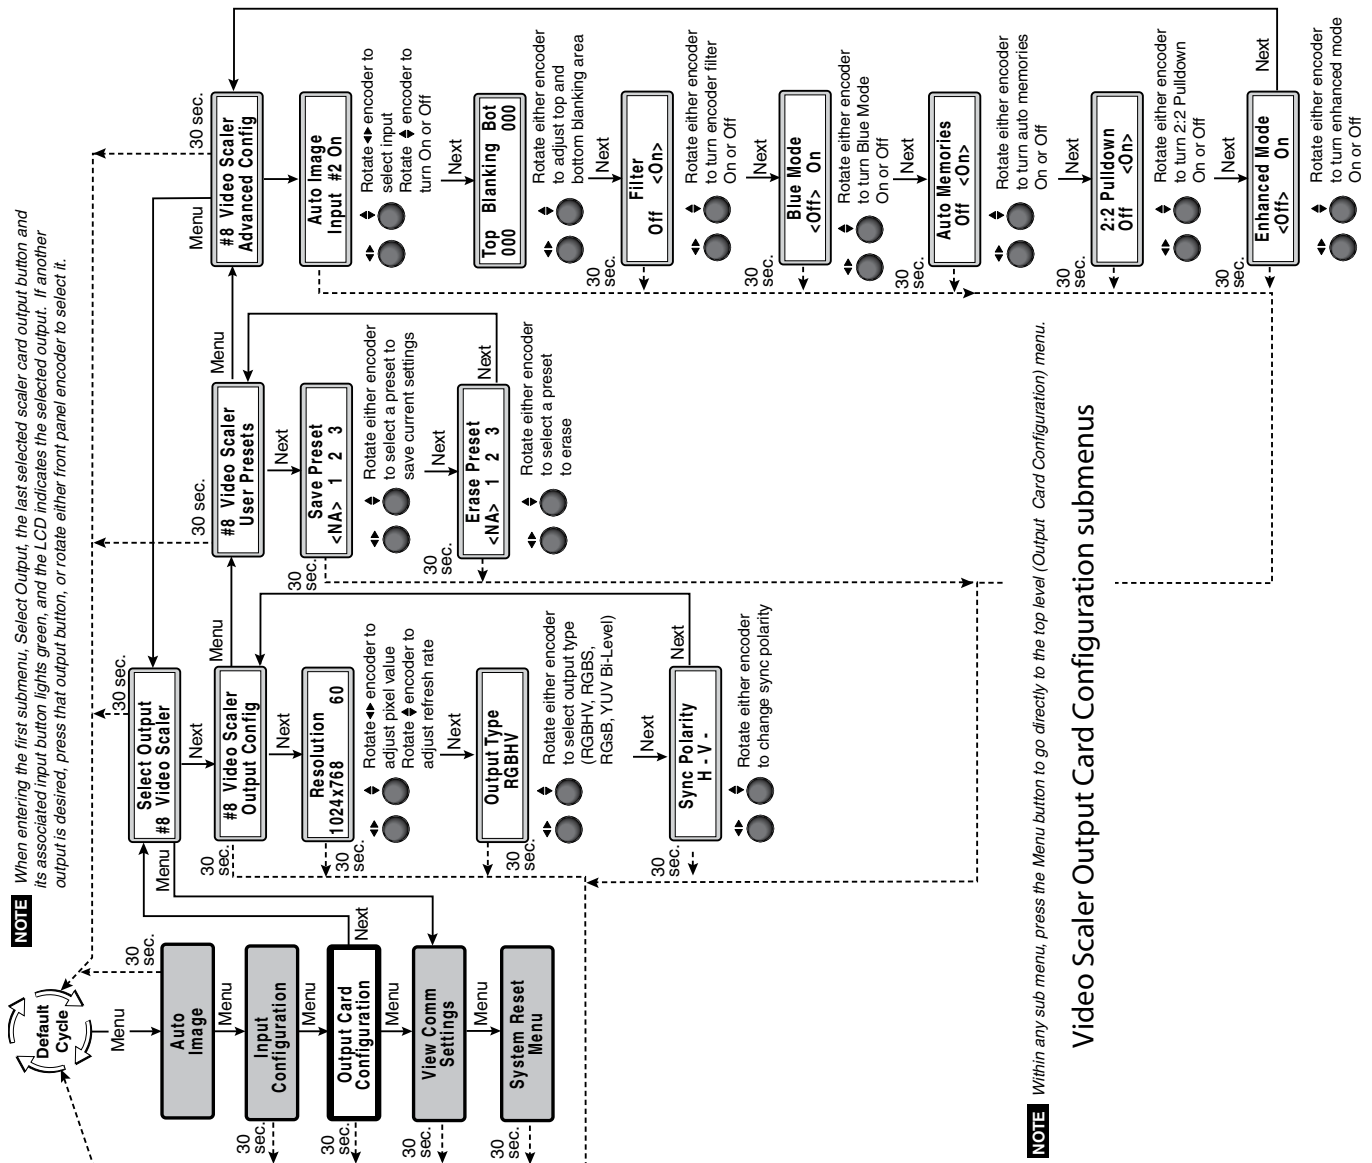 NOTE When entering the first submenu, Select Output, the last selected scaler card output button and
its associated input button lights green, and the LCD indicates the selected output. If another
output is desired, press that output button, or rotate either front panel encoder to select it.
Default
Cycle
Menu
30
sec.
Auto
Image
Menu
Input
Configuration
30
sec.
Menu
Output Card
Configuration
30
sec.
Next
Menu
View Comm
Settings
30
sec.
Menu
System Reset
Menu
30
sec.
Select Output
#8 Video Scaler
30 sec.
Menu
Next
#8 Video Scaler
Output Config
30
sec.
Menu
Next
Resolution
1024x768 60
30
sec.
Rotate encoder to
adjust pixel value
Rotate encoder to
adjust refresh rate
Next
Output Type
RGBHV
30
sec.
Rotate either encoder
to select output type
(RGBHV, RGBS,
RGsB, YUV Bi-Level)
Next
Sync Polarity
H - V -
30
sec.
Next
Rotate either encoder
to change sync polarity
30 sec.
#8 Video Scaler
User Presets
Menu
Next
Save Preset
<NA> 1 2 3
30
sec.
Rotate either encoder
to select a preset to
save current settings
Next
Erase Preset
<NA> 1 2 3
30
sec.
Next
Rotate either encoder
to select a preset
to erase
30 sec.
Menu
#8 Video Scaler
Advanced Config
Auto Image
Input #2 On
Rotate encoder to
select input
Rotate encoder to
turn On or Off
Next
Top Blanking Bot
000 000
Rotate either encoder
to adjust top and
bottom blanking area
Next
Filter
Off <On>
30
sec.
Rotate either encoder
to turn encoder filter
On or Off
Next
Blue Mode
<Off> On
30
sec.
Rotate either encoder
to turn Blue Mode
On or Off
Next
Auto Memories
Off <On>
30
sec.
Rotate either encoder
to turn auto memories
On or Off
Next
2:2 Pulldown
Off <On>
30
sec.
Rotate either encoder
to turn 2:2 Pulldown
On or Off
Next
Enhanced Mode
<Off> On
30
sec.
Next
Rotate either encoder
to turn enhanced mode
On or Off
NOTE Within any sub menu, press the Menu button to go directly to the top level (Output Card Configuration) menu.
Video Scaler Output Card Configuration submenus